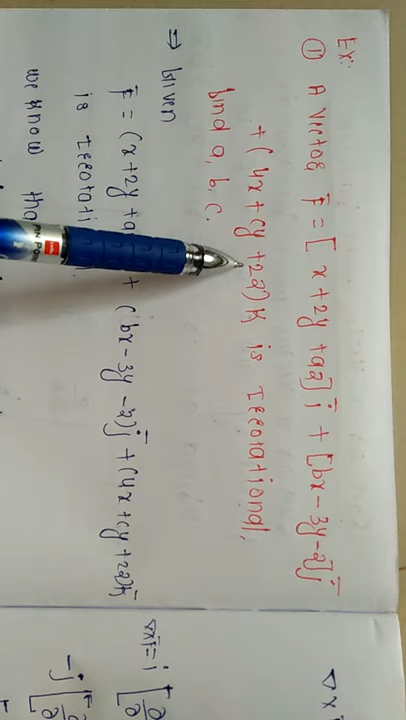 Ex:
① A vector F̄ = [x+2y+az] ī + [bx-3y-z] j̄
+(4x+cy+2z) k̄ is irrotational,
find a, b, c.
⇒ Given
F̄ = (x+2y+a + (bx-3y-z) j̄ + (4x+cy+2z) k̄
is
we know
∇×F̄ = i [∂
-j [∂
∇×